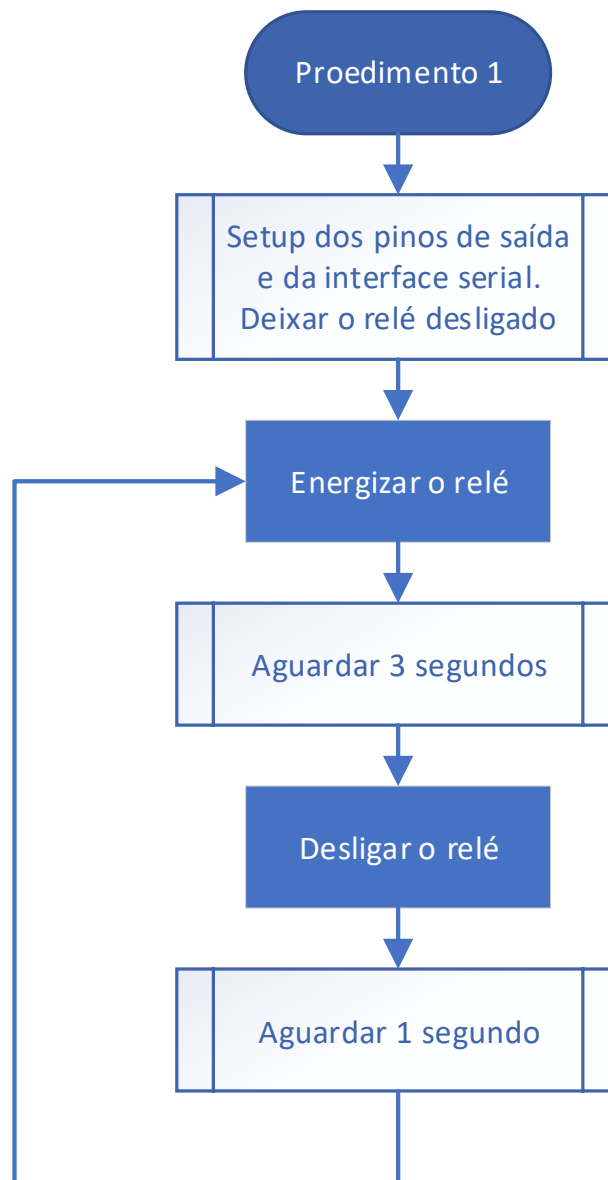 Proedimento 1
Setup dos pinos de saída
e da interface serial.
Deixar o relé desligado
Energizar o relé
Aguardar 3 segundos
Desligar o relé
Aguardar 1 segundo